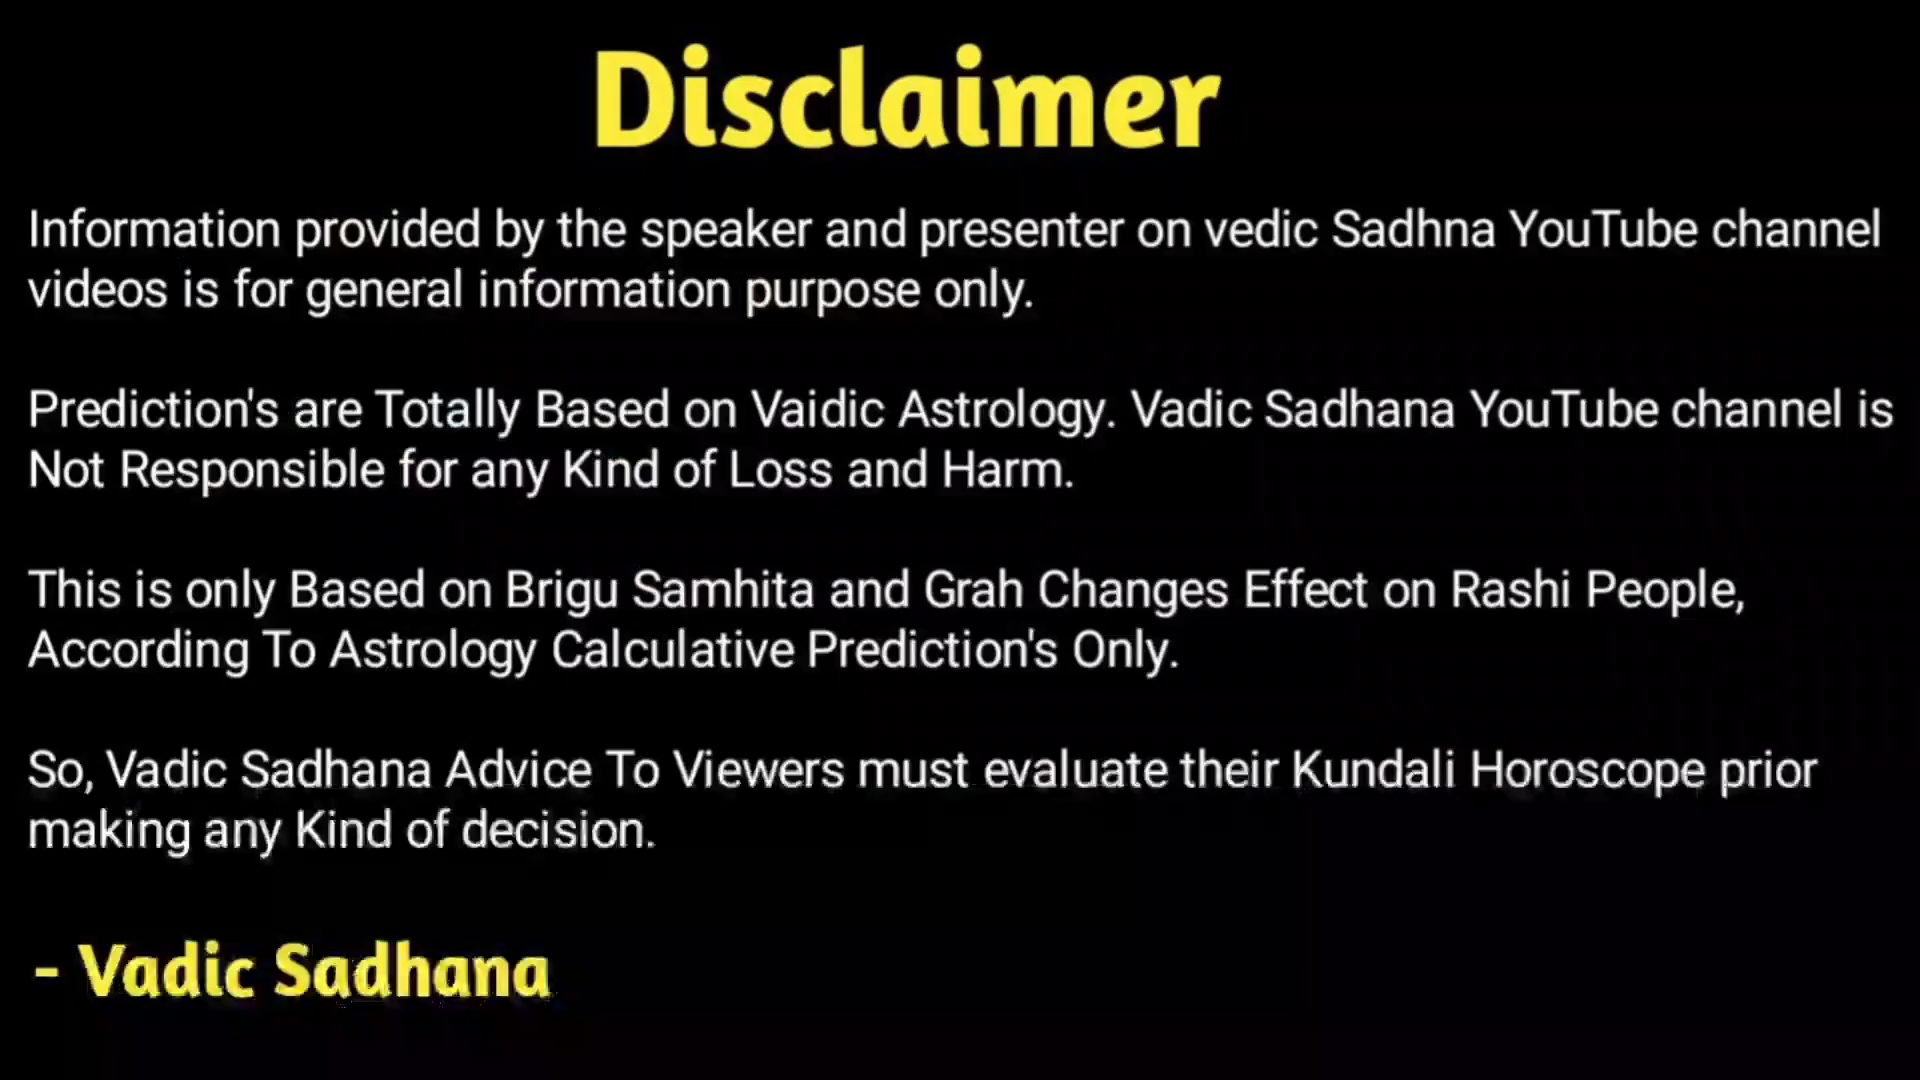 Disclaimer
Information provided by the speaker and presenter on vedic Sadhna YouTube channel
videos is for general information purpose only.
Prediction's are Totally Based on Vaidic Astrology. Vadic Sadhana YouTube channel is
Not Responsible for any Kind of Loss and Harm.
This is only Based on Brigu Samhita and Grah Changes Effect on Rashi People,
According To Astrology Calculative Prediction's Only.
So, Vadic Sadhana Advice To Viewers must evaluate their Kundali Horoscope prior
making any Kind of decision.
- Vadic Sadhana